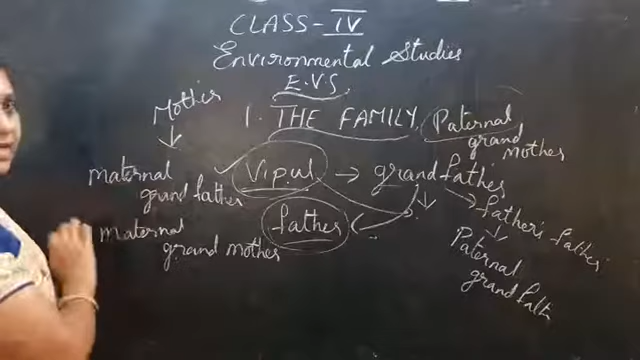 CLASS - IV
Environmental Studies
E.V.S
1. THE FAMILY
Mother
maternal
grand father
maternal
grand mother
Vipul → grandfather
father
Paternal
grand
mother
father's father
Paternal
grand fath